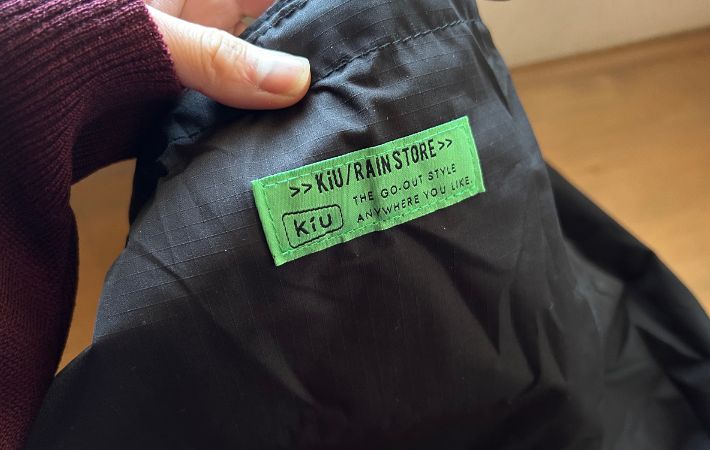 >> KiU/RAINSTORE >>
KiU THE GO-OUT STYLE
ANYWHERE YOU LIKE.